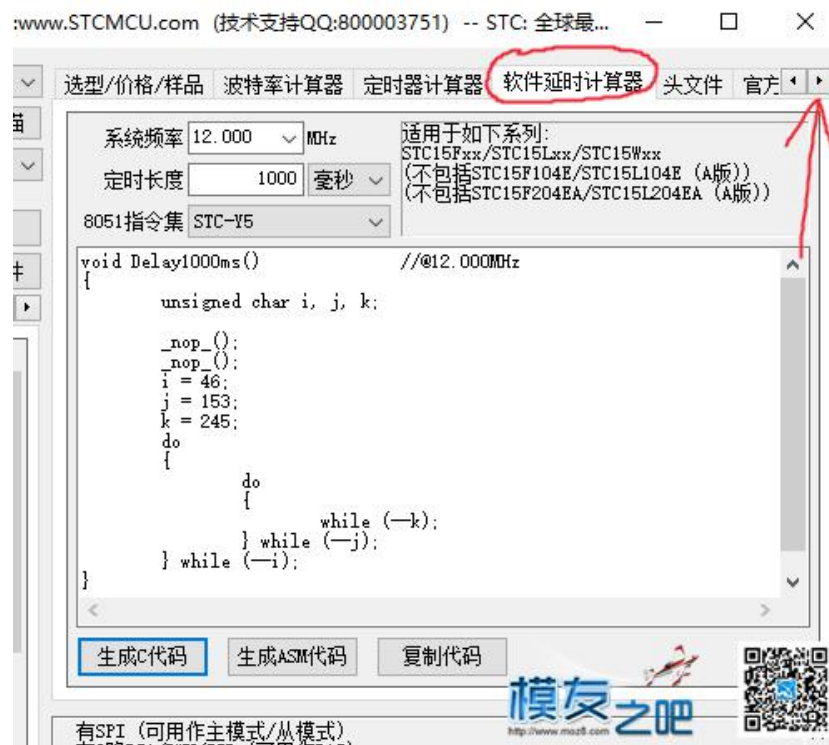 :www.STCMCU.com (技术支持QQ:800003751) -- STC: 全球最...
选型/价格/样品 波特率计算器 定时器计算器 软件延时计算器 头文件 官方
系统频率 12.000 MHz
定时长度 1000 毫秒
8051指令集 STC-Y5
适用于如下系列:
STC15Fxx/STC15Lxx/STC15Wxx
(不包括STC15F104E/STC15L104E (A版))
(不包括STC15F204EA/STC15L204EA (A版))
void Delay1000ms() //@12.000MHz
{
unsigned char i, j, k;
_nop_();
_nop_();
i = 46;
j = 153;
k = 245;
do
{
do
{
while (--k);
} while (--j);
} while (--i);
}
生成C代码 生成ASM代码 复制代码
模友之吧
http://www.moz8.com
有SPI (可用作主模式/从模式)